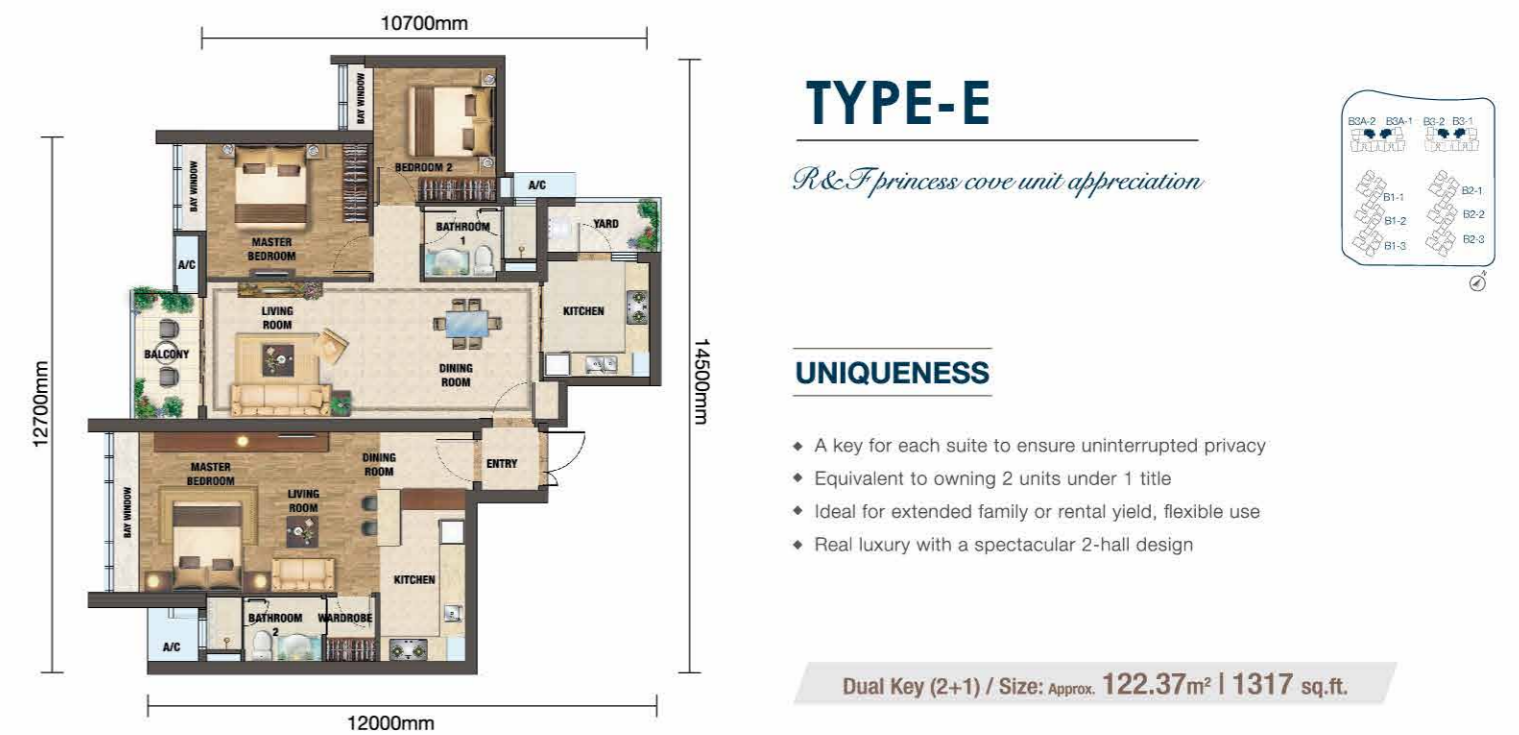 10700mm
BAY WINDOW
BEDROOM 2
BAY WINDOW
MASTER
BEDROOM
A/C
BATHROOM
1
YARD
A/C
KITCHEN
LIVING
ROOM
BALCONY
DINING
ROOM
12700mm
14500mm
MASTER
BEDROOM
DINING
ROOM
ENTRY
LIVING
ROOM
BAY WINDOW
KITCHEN
BATHROOM
2
WARDROBE
A/C
12000mm
TYPE-E
R&F princess cove unit appreciation
B3A-2 B3A-1 B3-2 B3-1
B1-1
B2-1
B1-2
B2-2
B1-3
B2-3
N
UNIQUENESS
◆ A key for each suite to ensure uninterrupted privacy
◆ Equivalent to owning 2 units under 1 title
◆ Ideal for extended family or rental yield, flexible use
◆ Real luxury with a spectacular 2-hall design
Dual Key (2+1) / Size: Approx. 122.37m² | 1317 sq.ft.